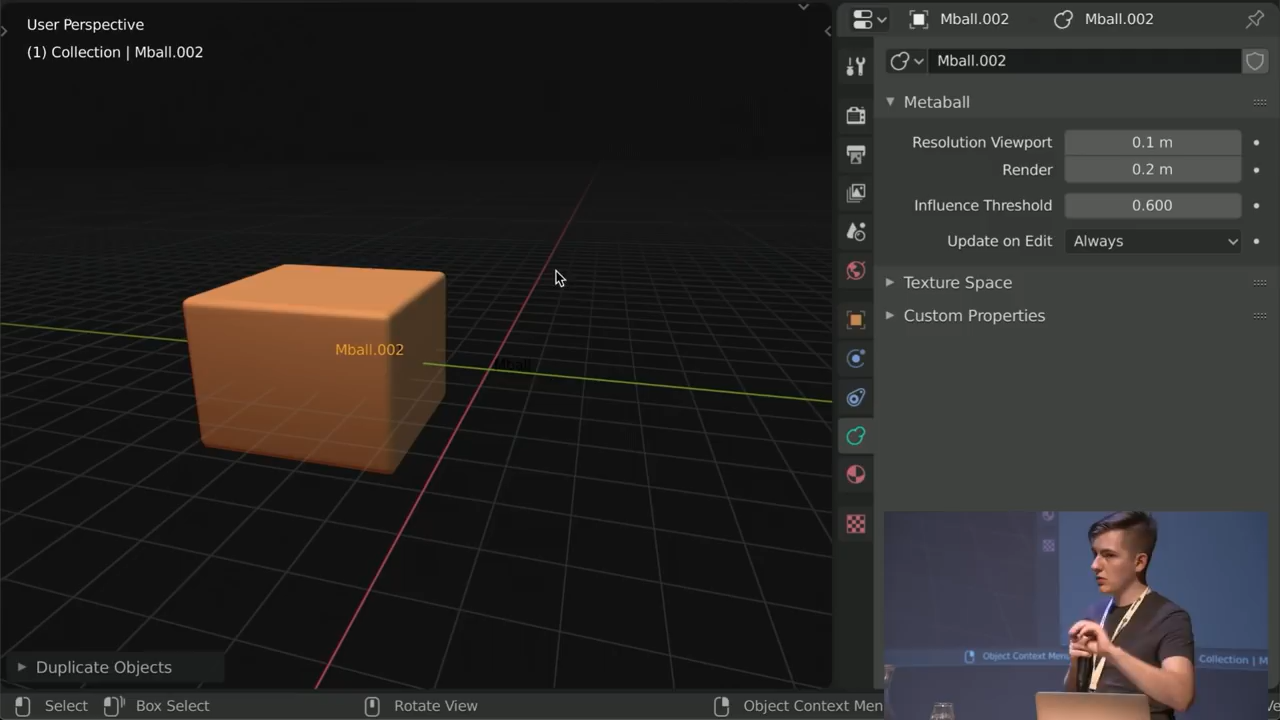 User Perspective
(1) Collection | Mball.002
Mball.002
Mball
Duplicate Objects
Mball.002
Mball.002
Mball.002
Metaball
Resolution Viewport
0.1 m
Render
0.2 m
Influence Threshold
0.600
Update on Edit
Always
Texture Space
Custom Properties
Object Context Menu
Collection | M
Select
Box Select
Rotate View
Object Context Men